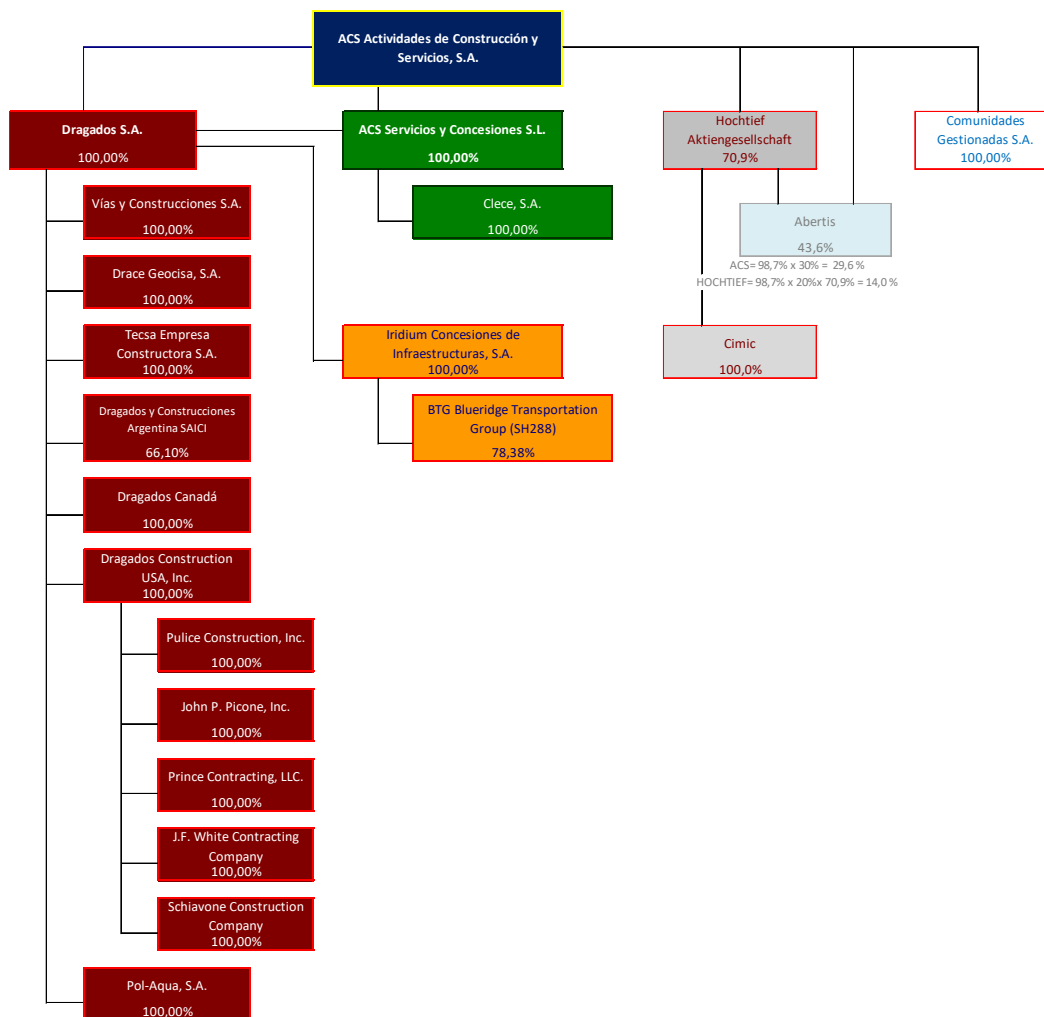 ACS Actividades de Construcción y
Servicios, S.A.
Dragados S.A.
100,00%
ACS Servicios y Concesiones S.L.
100,00%
Hochtief
Aktiengesellschaft
70,9%
Comunidades
Gestionadas S.A.
100,00%
Vías y Construcciones S.A.
100,00%
Clece, S.A.
100,00%
Abertis
43,6%
ACS= 98,7% x 30% = 29,6 %
HOCHTIEF= 98,7% x 20%x 70,9% = 14,0 %
Drace Geocisa, S.A.
100,00%
Tecsa Empresa
Constructora S.A.
100,00%
Iridium Concesiones de
Infraestructuras, S.A.
100,00%
Cimic
100,0%
Dragados y Construcciones
Argentina SAICI
66,10%
BTG Blueridge Transportation
Group (SH288)
78,38%
Dragados Canadá
100,00%
Dragados Construction
USA, Inc.
100,00%
Pulice Construction, Inc.
100,00%
John P. Picone, Inc.
100,00%
Prince Contracting, LLC.
100,00%
J.F. White Contracting
Company
100,00%
Schiavone Construction
Company
100,00%
Pol-Aqua, S.A.
100,00%